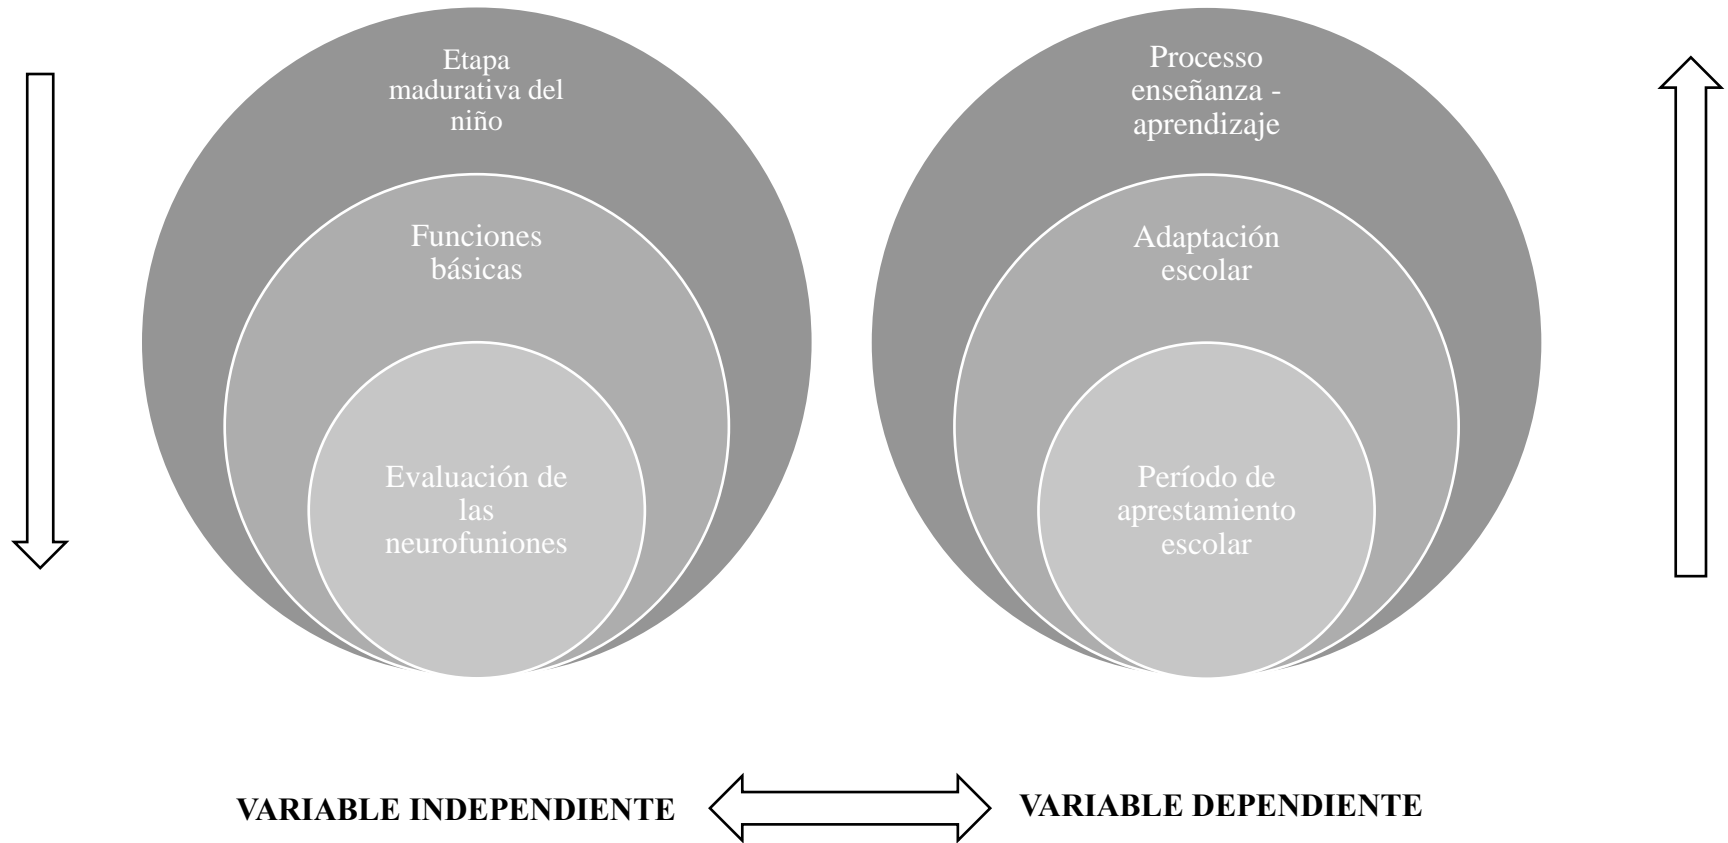 Etapa
madurativa del
niño
Funciones
básicas
Evaluación de
las
neurofuniones
Processo
enseñanza -
aprendizaje
Adaptación
escolar
Período de
aprestamiento
escolar
VARIABLE INDEPENDIENTE
VARIABLE DEPENDIENTE